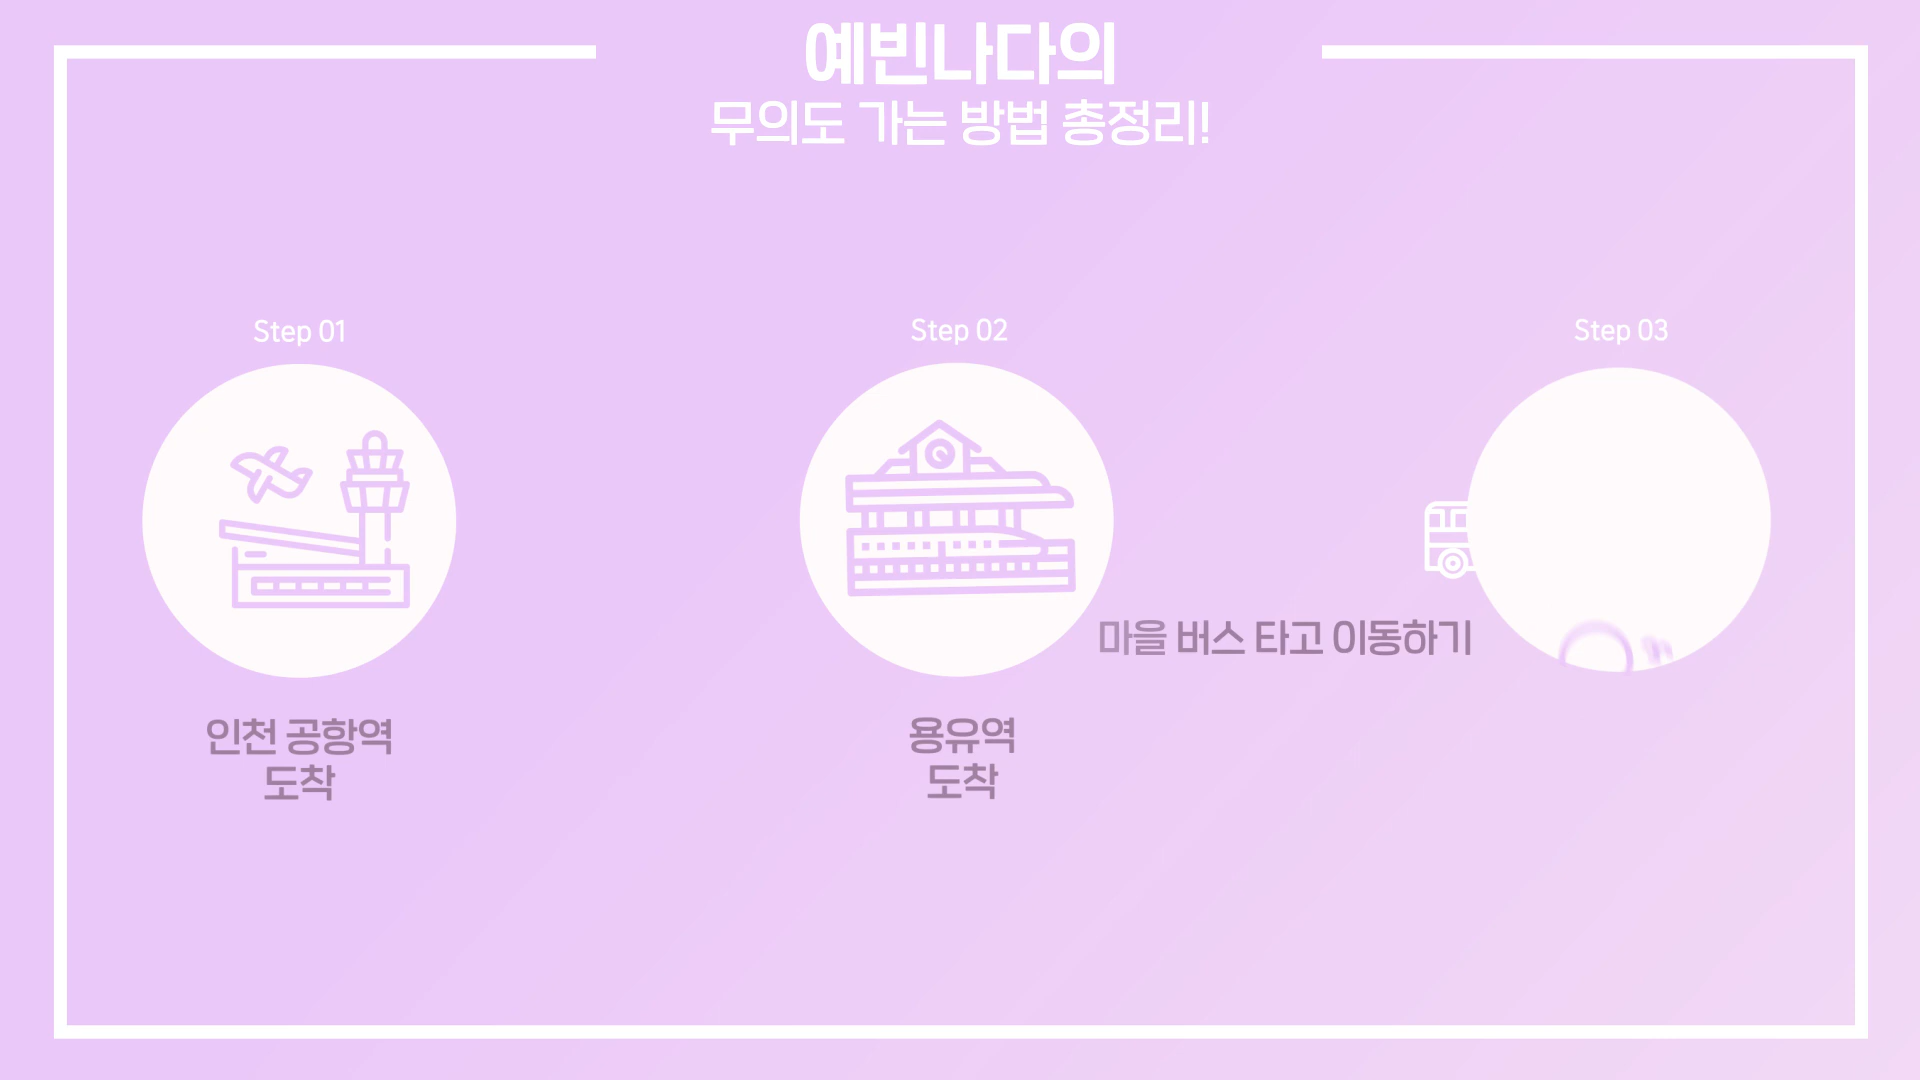 예빈나다의
무의도 가는 방법 총정리!
Step 01
Step 02
Step 03
마을 버스 타고 이동하기
인천 공항역
도착
용유역
도착